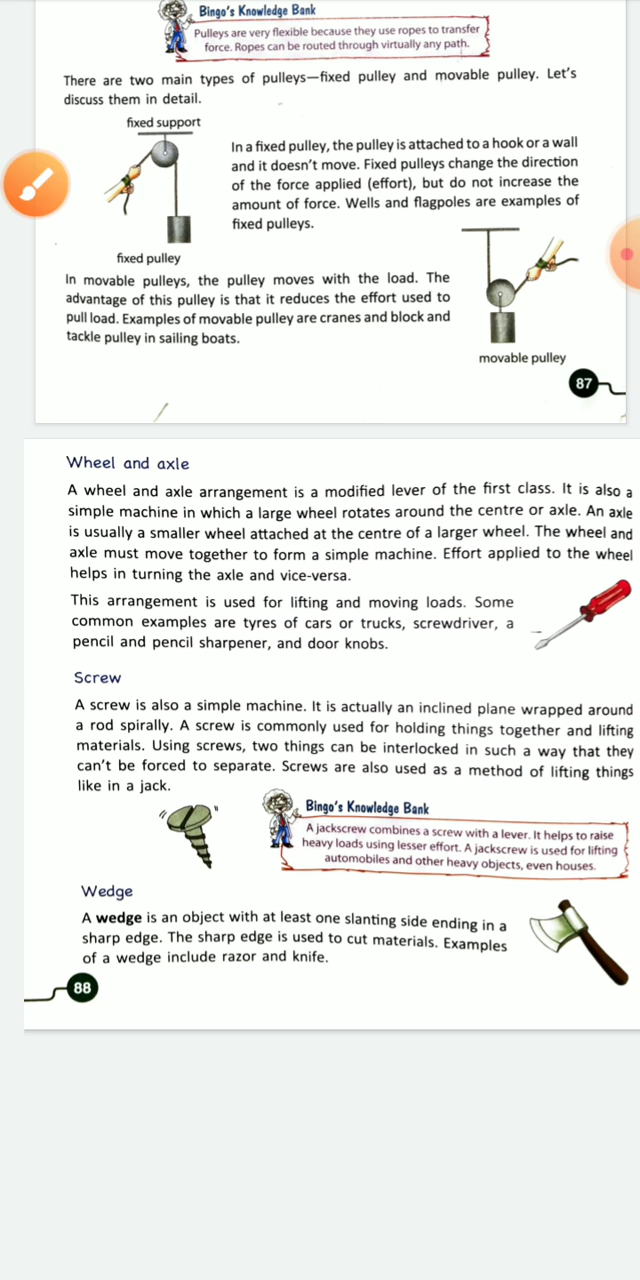 Bingo's Knowledge Bank
Pulleys are very flexible because they use ropes to transfer
force. Ropes can be routed through virtually any path.
There are two main types of pulleys—fixed pulley and movable pulley. Let's
discuss them in detail.
fixed support
In a fixed pulley, the pulley is attached to a hook or a wall
and it doesn't move. Fixed pulleys change the direction
of the force applied (effort), but do not increase the
amount of force. Wells and flagpoles are examples of
fixed pulleys.
fixed pulley
In movable pulleys, the pulley moves with the load. The
advantage of this pulley is that it reduces the effort used to
pull load. Examples of movable pulley are cranes and block and
tackle pulley in sailing boats.
movable pulley
87
Wheel and axle
A wheel and axle arrangement is a modified lever of the first class. It is also a
simple machine in which a large wheel rotates around the centre or axle. An axle
is usually a smaller wheel attached at the centre of a larger wheel. The wheel and
axle must move together to form a simple machine. Effort applied to the wheel
helps in turning the axle and vice-versa.
This arrangement is used for lifting and moving loads. Some
common examples are tyres of cars or trucks, screwdriver, a
pencil and pencil sharpener, and door knobs.
Screw
A screw is also a simple machine. It is actually an inclined plane wrapped around
a rod spirally. A screw is commonly used for holding things together and lifting
materials. Using screws, two things can be interlocked in such a way that they
can't be forced to separate. Screws are also used as a method of lifting things
like in a jack.
Bingo's Knowledge Bank
A jackscrew combines a screw with a lever. It helps to raise
heavy loads using lesser effort. A jackscrew is used for lifting
automobiles and other heavy objects, even houses.
Wedge
A wedge is an object with at least one slanting side ending in a
sharp edge. The sharp edge is used to cut materials. Examples
of a wedge include razor and knife.
88